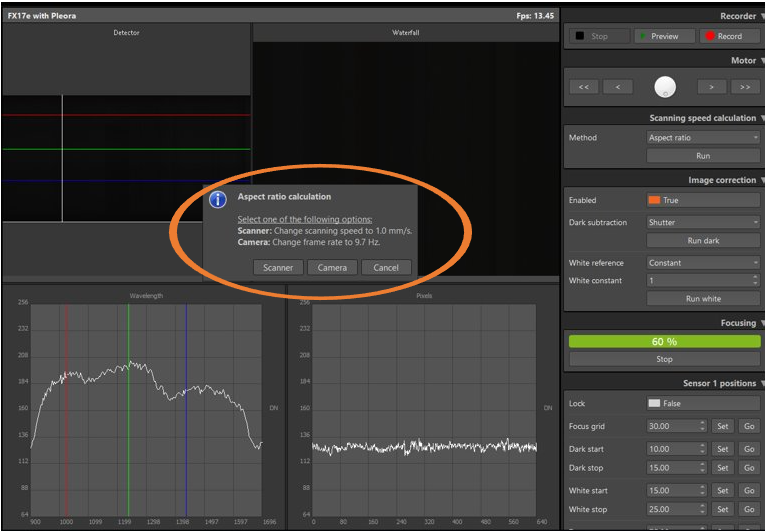 FX17e with Pleora
Fps: 13.45
Detector
Waterfall
Aspect ratio calculation
Select one of the following options:
Scanner: Change scanning speed to 1.0 mm/s.
Camera: Change frame rate to 9.7 Hz.
Scanner Camera Cancel
Wavelength
256
232
208
184
160
136
112
88
64
DN
900 1000 1099 1199 1298 1398 1497 1597 1696
Pixels
256
232
208
184
160
136
112
88
64
DN
0 80 160 240 320 400 480 560 640
Recorder
Stop Preview Record
Motor
<< < > >>
Scanning speed calculation
Method Aspect ratio
Run
Image correction
Enabled True
Dark subtraction Shutter
Run dark
White reference Constant
White constant 1
Run white
Focusing
60 %
Stop
Sensor 1 positions
Lock False
Focus grid 30.00 Set Go
Dark start 10.00 Set Go
Dark stop 15.00 Set Go
White start 15.00 Set Go
White stop 25.00 Set Go